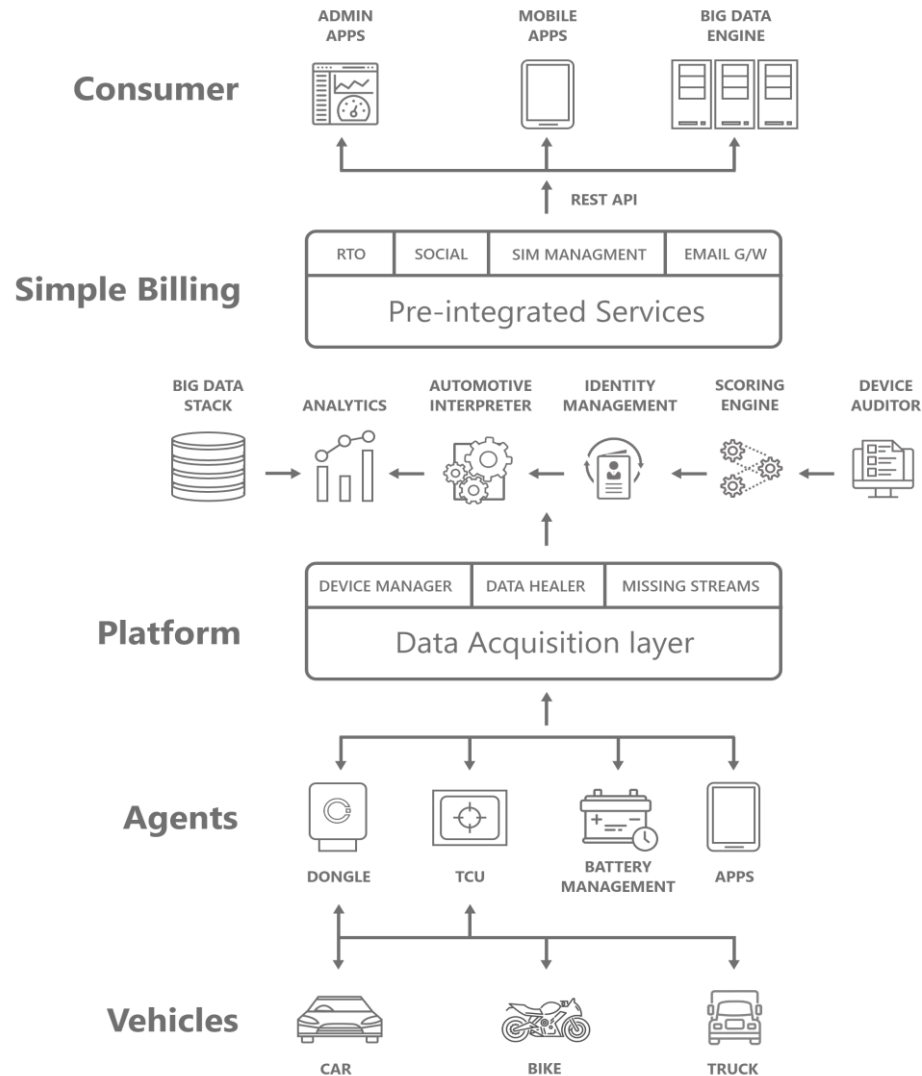 ADMIN
APPS
MOBILE
APPS
BIG DATA
ENGINE
Consumer
REST API
RTO
SOCIAL
SIM MANAGMENT
EMAIL G/W
Simple Billing
Pre-integrated Services
BIG DATA
STACK
ANALYTICS
AUTOMOTIVE
INTERPRETER
IDENTITY
MANAGEMENT
SCORING
ENGINE
DEVICE
AUDITOR
DEVICE MANAGER
DATA HEALER
MISSING STREAMS
Platform
Data Acquisition layer
Agents
DONGLE
TCU
BATTERY
MANAGEMENT
APPS
Vehicles
CAR
BIKE
TRUCK